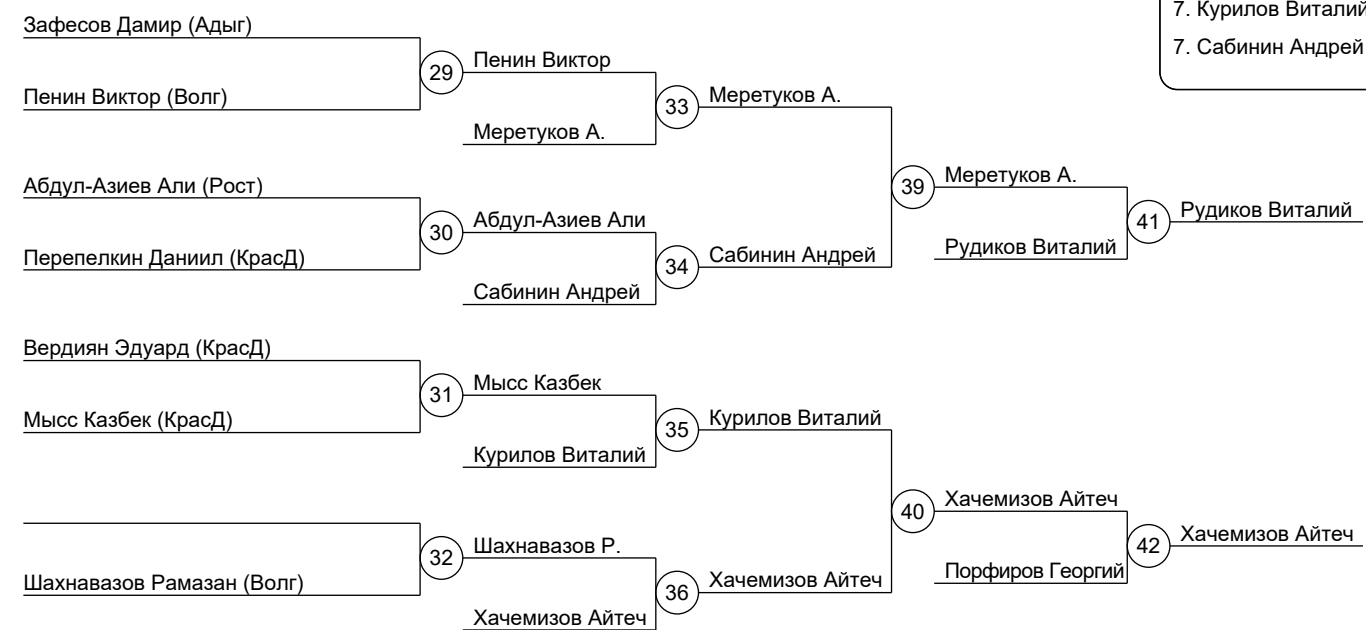 7. Курилов Виталий
7. Сабинин Андрей
Зафесов Дамир (Адыг)
29
Пенин Виктор
Пенин Виктор (Волг)
33
Меретуков А.
Меретуков А.
Абдул-Азиев Али (Рост)
30
Абдул-Азиев Али
Перепелкин Даниил (КрасД)
34
Сабинин Андрей
Сабинин Андрей
39
Меретуков А.
Рудиков Виталий
41
Рудиков Виталий
Вердиян Эдуард (КрасД)
31
Мысс Казбек
Мысс Казбек (КрасД)
35
Курилов Виталий
Курилов Виталий
32
Шахнавазов Р.
Шахнавазов Рамазан (Волг)
36
Хачемизов Айтеч
Хачемизов Айтеч
40
Хачемизов Айтеч
Порфиров Георгий
42
Хачемизов Айтеч